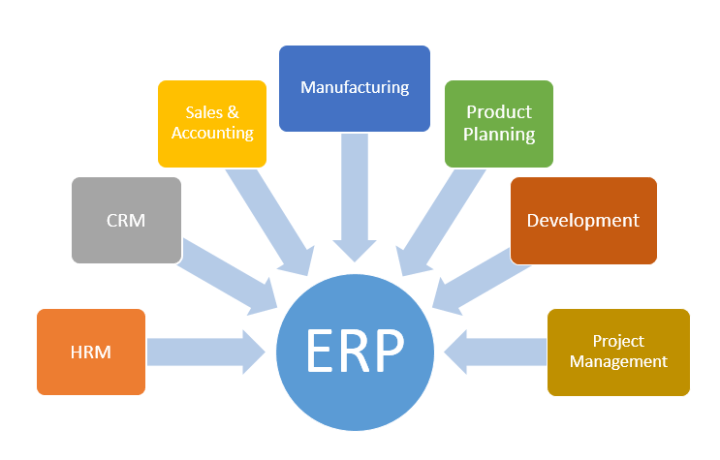 Manufacturing
Sales &
Accounting
Product
Planning
CRM
Development
HRM
ERP
Project
Management